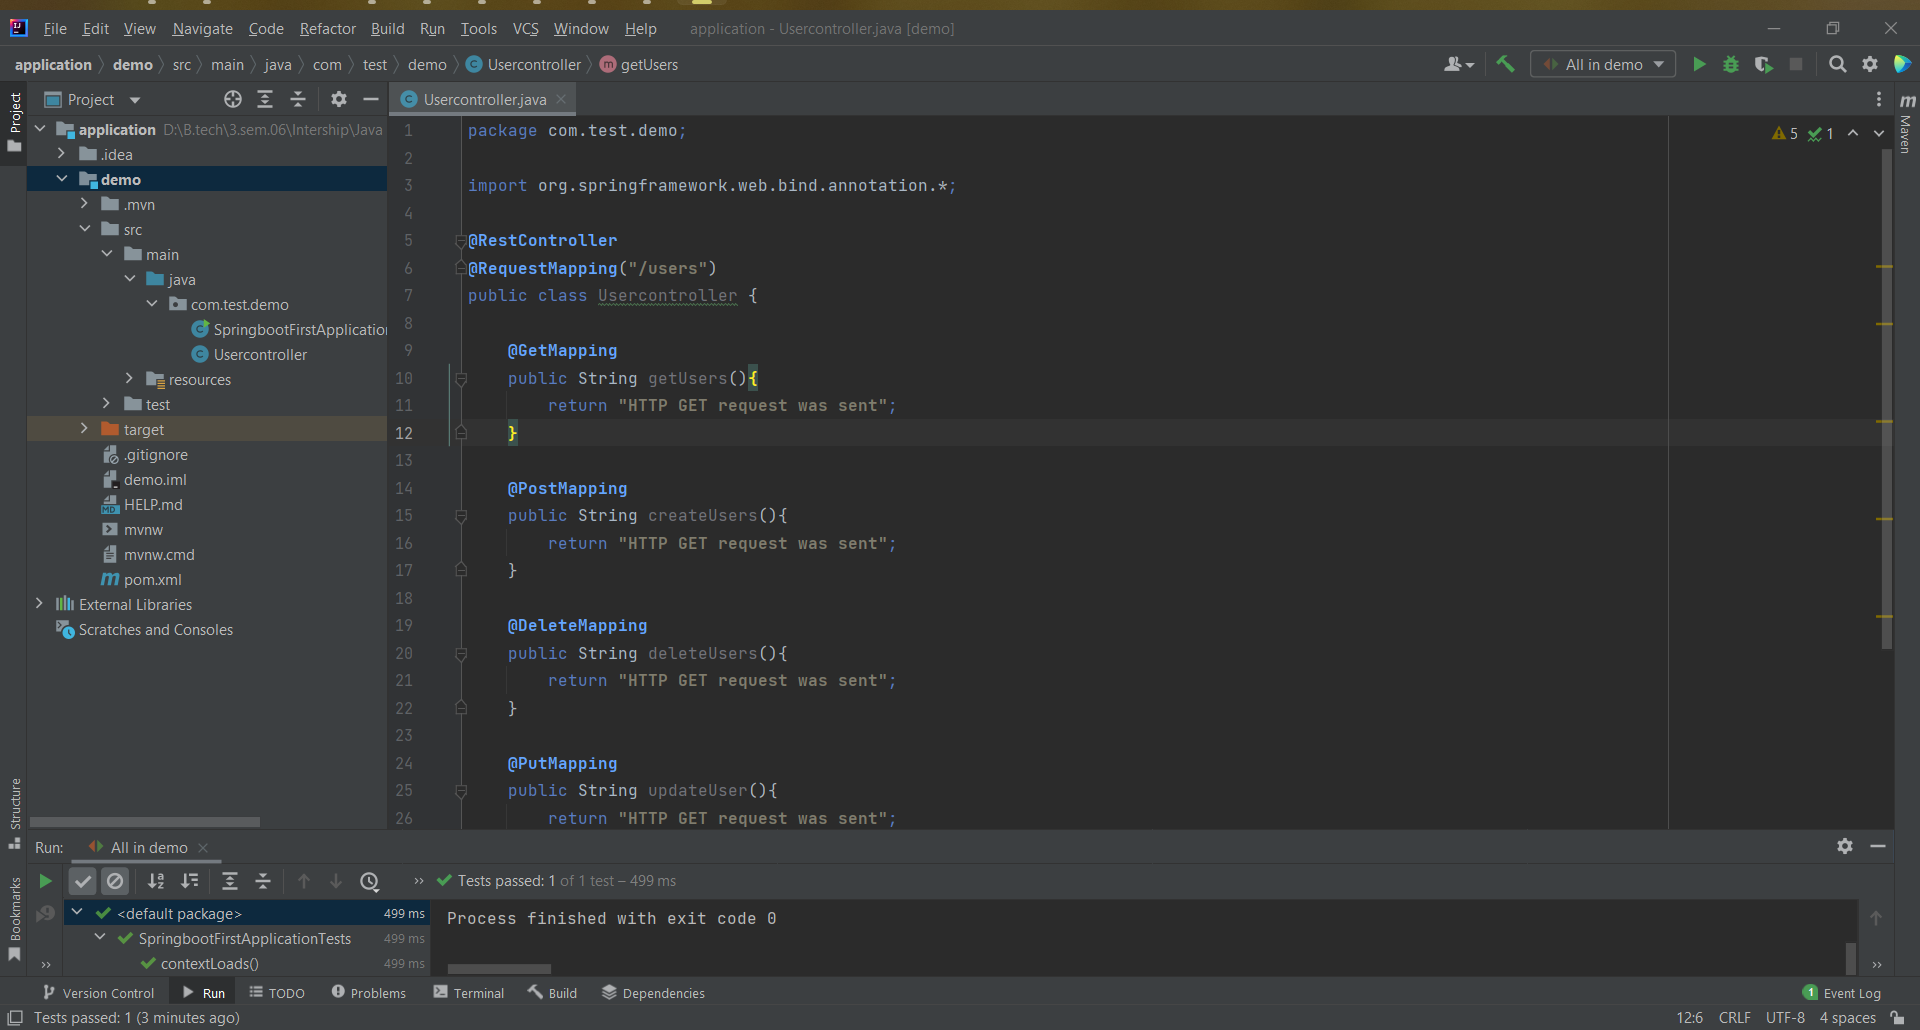 File Edit View Navigate Code Refactor Build Run Tools VCS Window Help application - Usercontroller.java [demo]
application demo src main java com test demo Usercontroller getUsers All in demo
Project
Usercontroller.java
application D:\B.tech\3.sem.06\Intership\Java
.idea
demo
.mvn
src
main
java
com.test.demo
SpringbootFirstApplication
Usercontroller
resources
test
target
.gitignore
demo.iml
HELP.md
mvnw
mvnw.cmd
pom.xml
External Libraries
Scratches and Consoles
Project
Structure
Bookmarks
Maven
5 1
1 package com.test.demo;
2
3 import org.springframework.web.bind.annotation.*;
4
5 @RestController
6 @RequestMapping("/users")
7 public class Usercontroller {
8
9 @GetMapping
10 public String getUsers(){
11 return "HTTP GET request was sent";
12 }
13
14 @PostMapping
15 public String createUsers(){
16 return "HTTP GET request was sent";
17 }
18
19 @DeleteMapping
20 public String deleteUsers(){
21 return "HTTP GET request was sent";
22 }
23
24 @PutMapping
25 public String updateUser(){
26 return "HTTP GET request was sent";
Run: All in demo
Tests passed: 1 of 1 test – 499 ms
<default package> 499 ms
SpringbootFirstApplicationTests 499 ms
contextLoads() 499 ms
Process finished with exit code 0
Version Control Run TODO Problems Terminal Build Dependencies 1 Event Log
Tests passed: 1 (3 minutes ago) 12:6 CRLF UTF-8 4 spaces